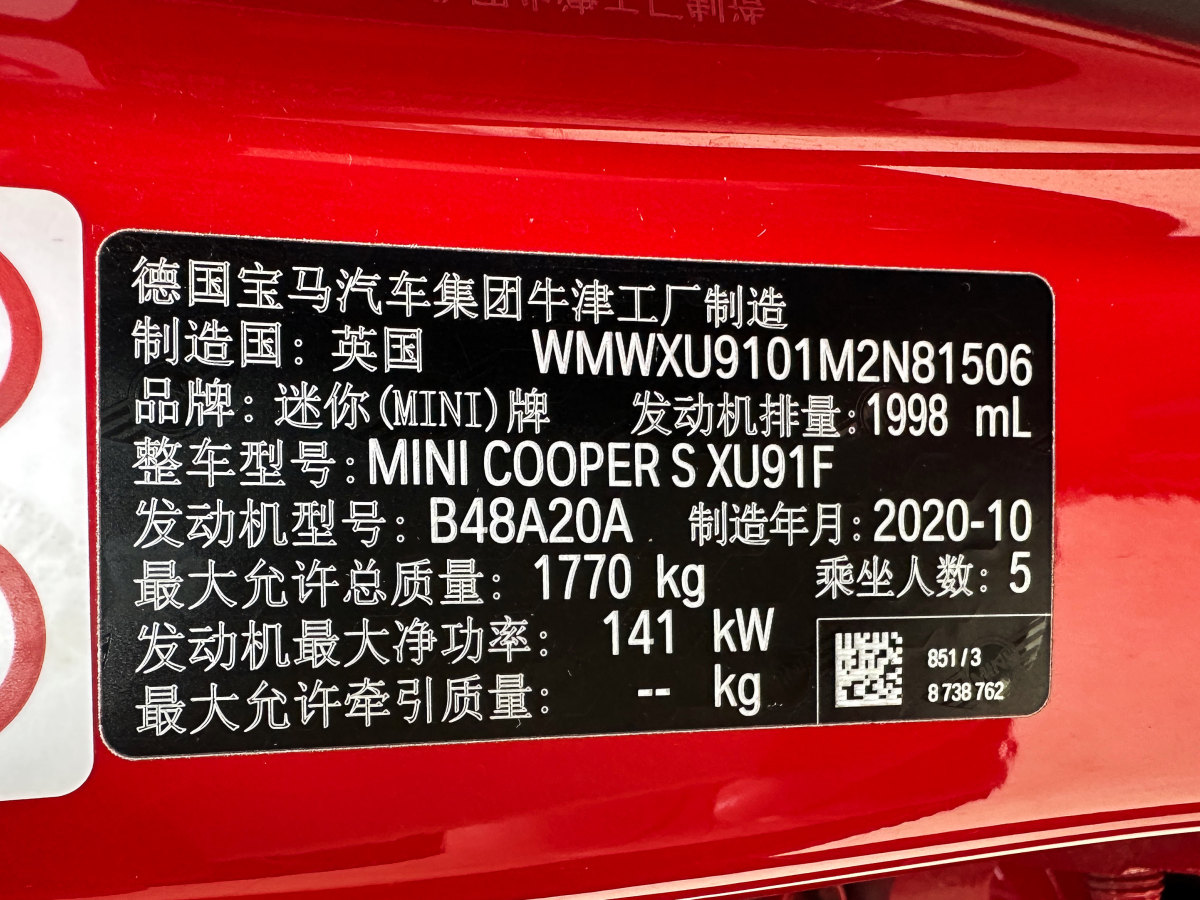 德国宝马汽车集团牛津工厂制造
制造国：英国 WMWXU9101M2N81506
品牌：迷你(MINI)牌 发动机排量：1998 mL
整车型号：MINI COOPER S XU91F
发动机型号：B48A20A 制造年月：2020-10
最大允许总质量：1770 kg 乘坐人数：5
发动机最大净功率：141 kW
最大允许牵引质量：-- kg
851/3
8 738 762